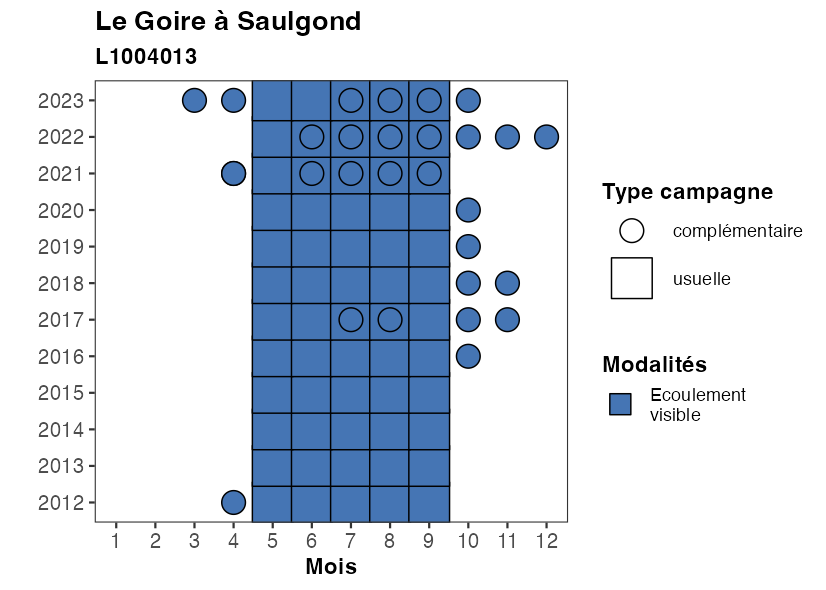 Le Goire à Saulgond
L1004013
2023
2022
2021
2020
2019
2018
2017
2016
2015
2014
2013
2012
1 2 3 4 5 6 7 8 9 10 11 12
Mois
Type campagne
complémentaire
usuelle
Modalités
Ecoulement
visible